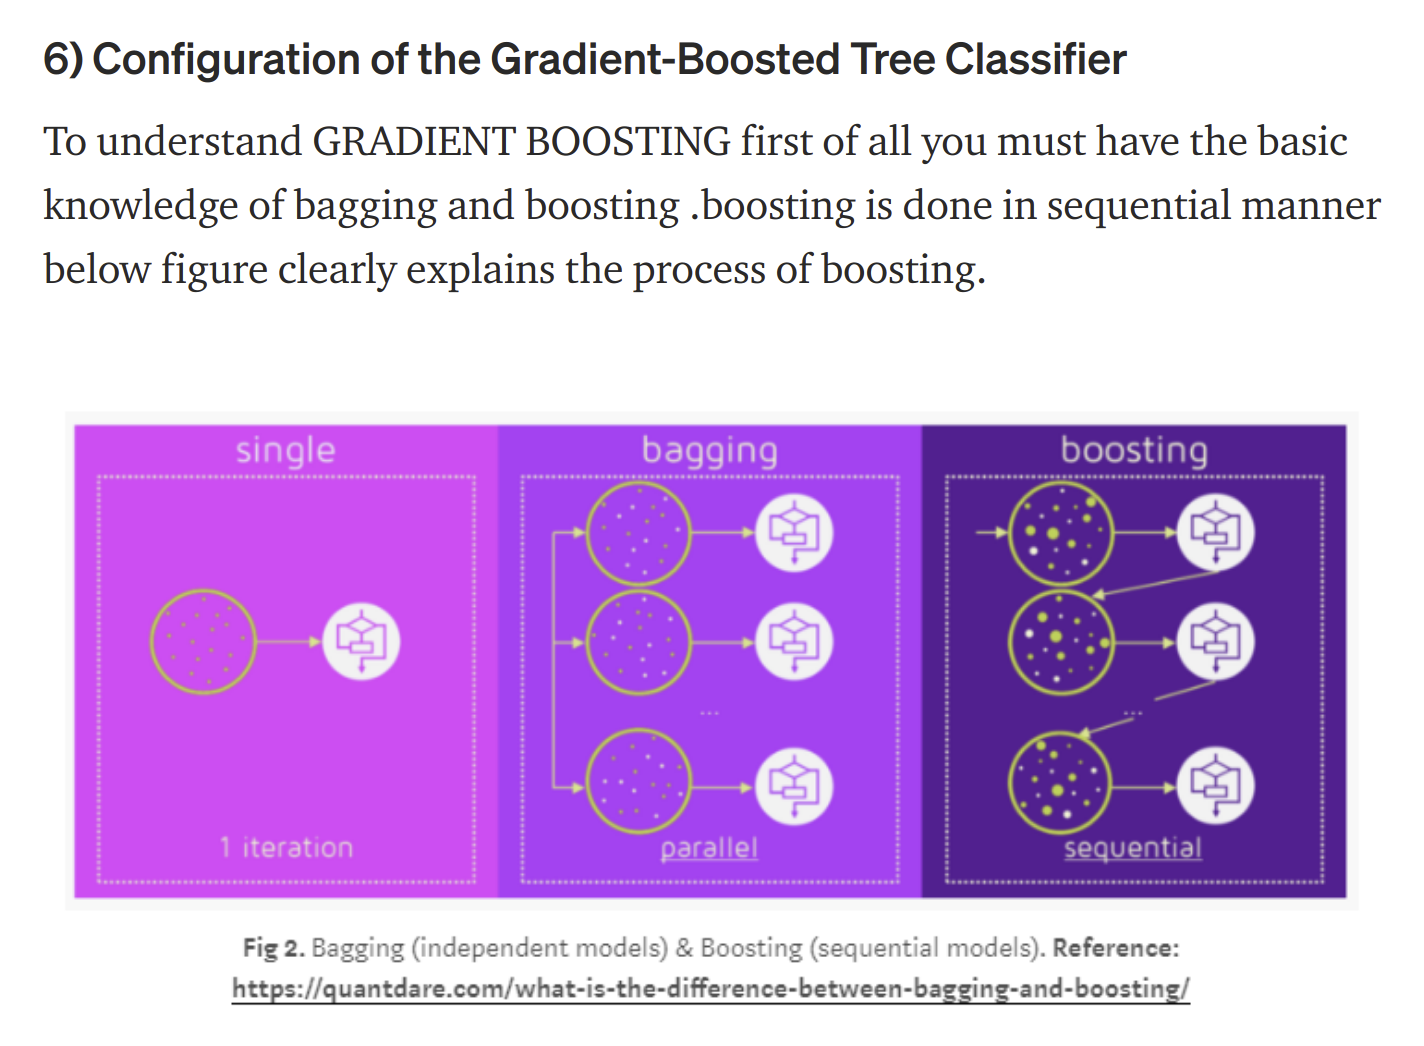 6) Configuration of the Gradient-Boosted Tree Classifier
To understand GRADIENT BOOSTING first of all you must have the basic
knowledge of bagging and boosting .boosting is done in sequential manner
below figure clearly explains the process of boosting.
single
bagging
boosting
...
...
1 iteration
parallel
sequential
Fig 2. Bagging (independent models) & Boosting (sequential models). Reference:
https://quantdare.com/what-is-the-difference-between-bagging-and-boosting/